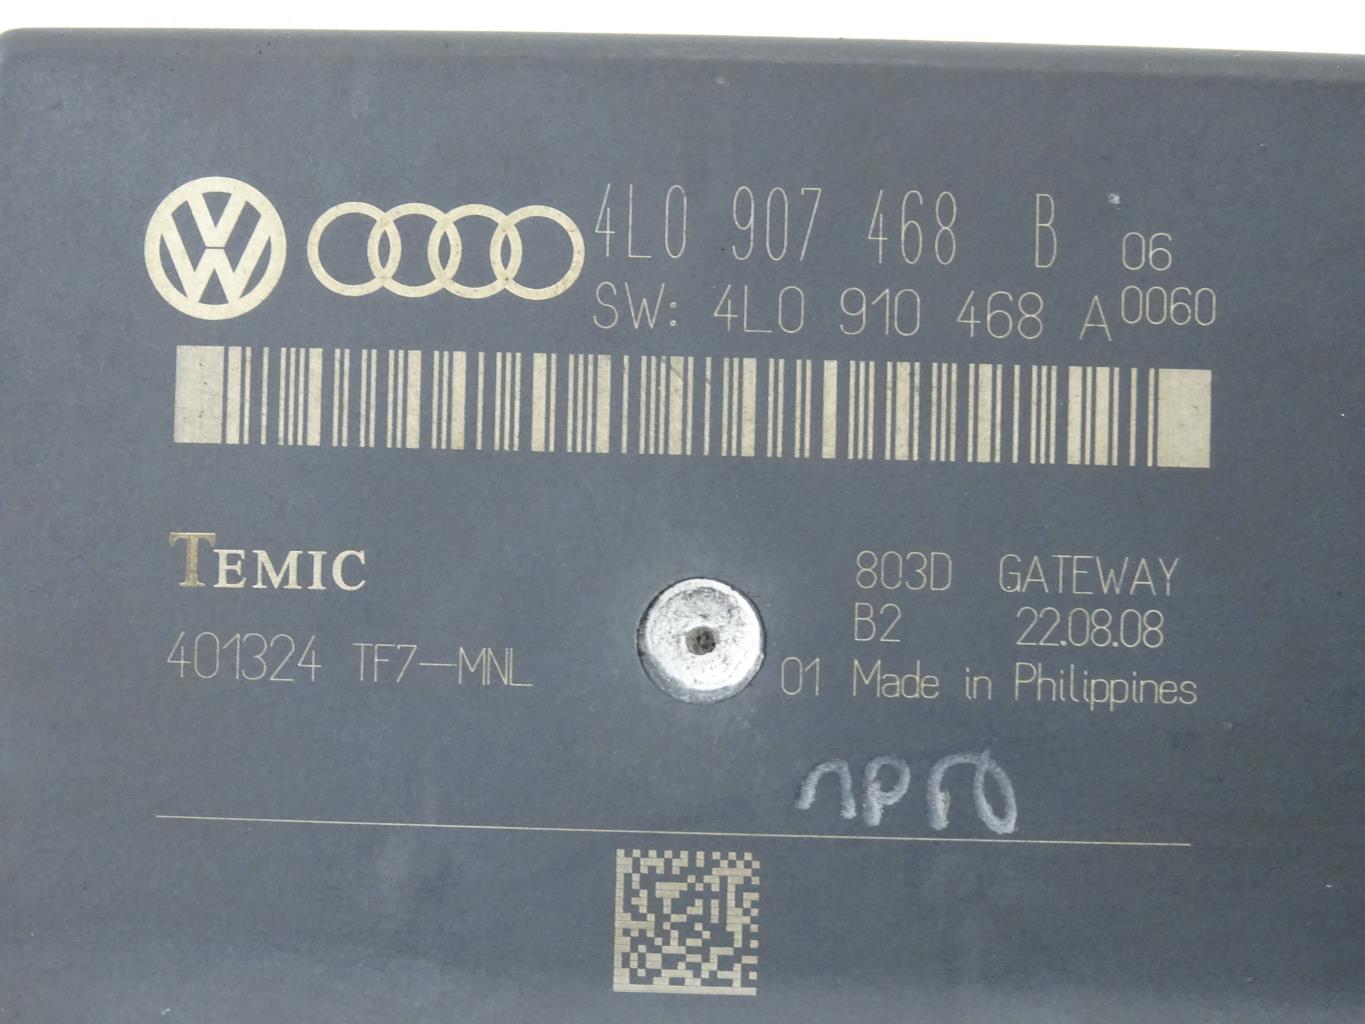 4L0 907 468 B 06
SW: 4L0 910 468 A 0060
TEMIC
401324 TF7-MNL
803D GATEWAY
B2 22.08.08
01 Made in Philippines